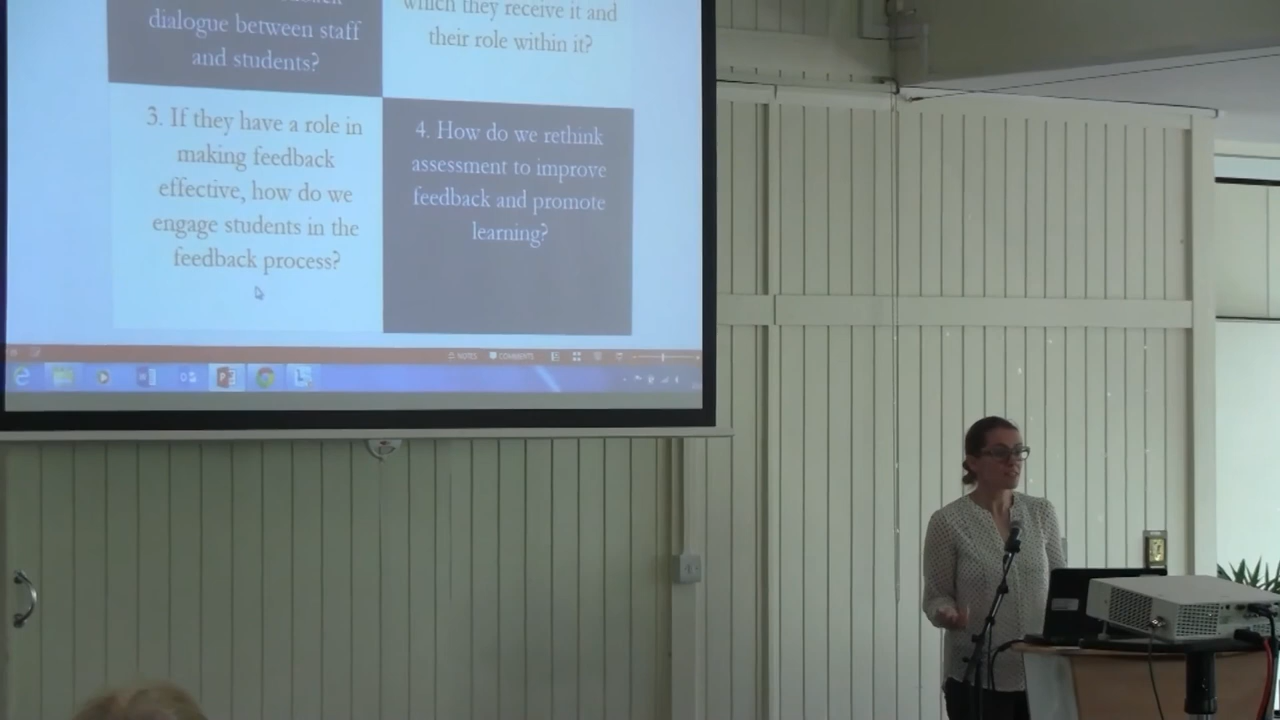 dialogue between staff
and students?
which they receive it and
their role within it?
3. If they have a role in
making feedback
effective, how do we
engage students in the
feedback process?
4. How do we rethink
assessment to improve
feedback and promote
learning?
NOTES COMMENTS